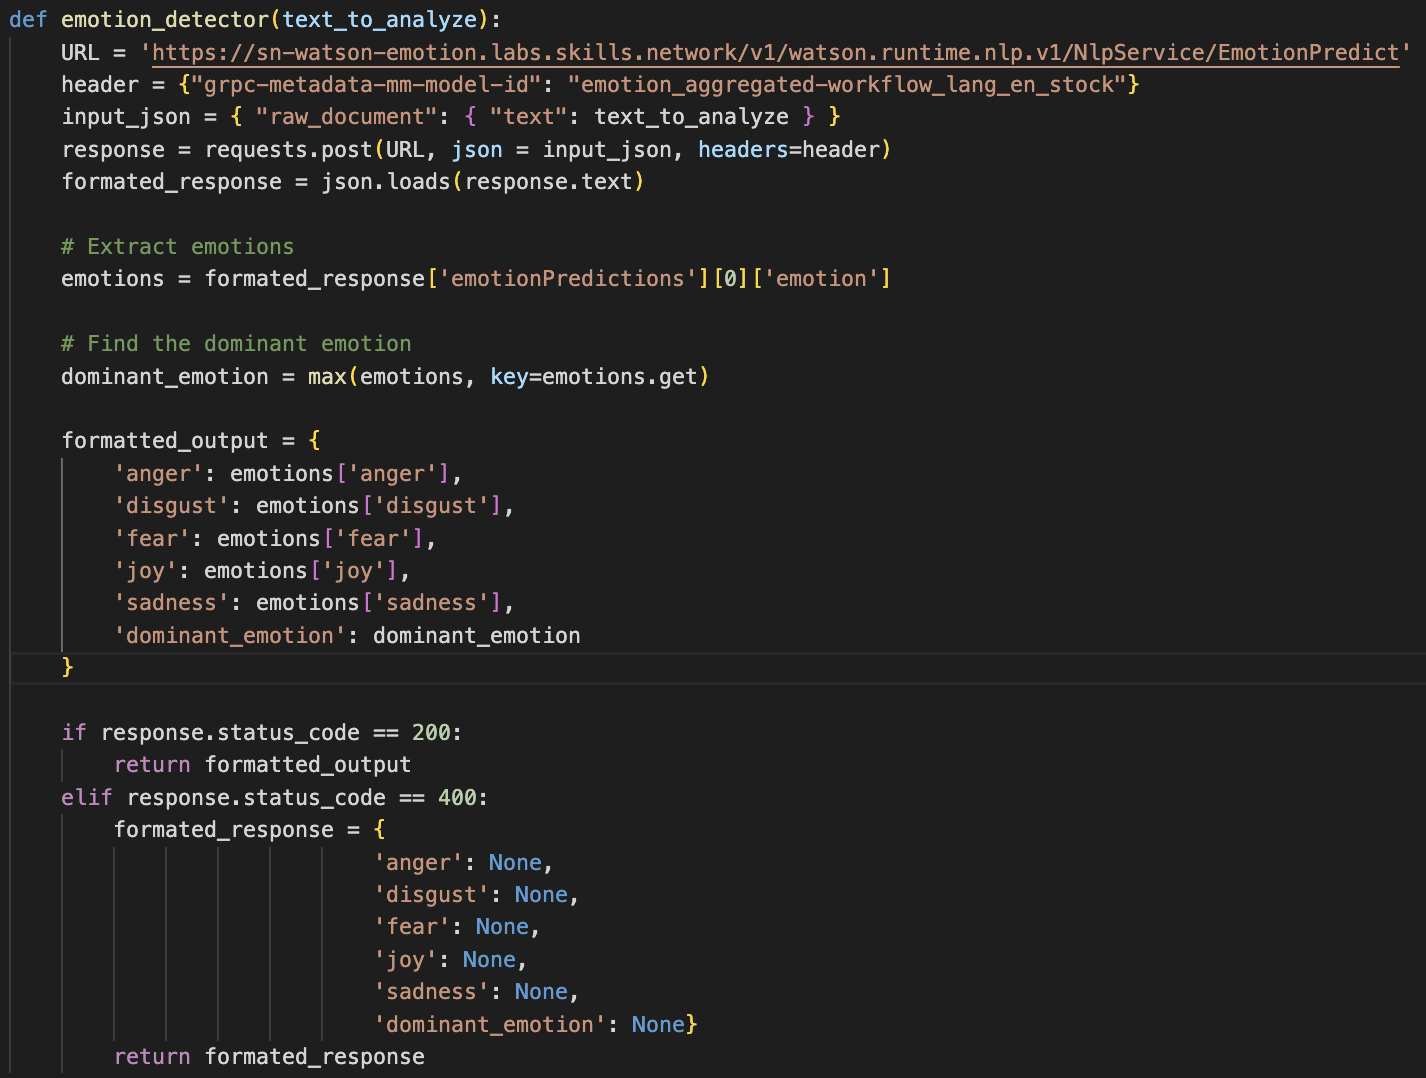 def emotion_detector(text_to_analyze):
    URL = 'https://sn-watson-emotion.labs.skills.network/v1/watson.runtime.nlp.v1/NlpService/EmotionPredict'
    header = {"grpc-metadata-mm-model-id": "emotion_aggregated-workflow_lang_en_stock"}
    input_json = { "raw_document": { "text": text_to_analyze } }
    response = requests.post(URL, json = input_json, headers=header)
    formated_response = json.loads(response.text)

    # Extract emotions
    emotions = formated_response['emotionPredictions'][0]['emotion']

    # Find the dominant emotion
    dominant_emotion = max(emotions, key=emotions.get)

    formatted_output = {
        'anger': emotions['anger'],
        'disgust': emotions['disgust'],
        'fear': emotions['fear'],
        'joy': emotions['joy'],
        'sadness': emotions['sadness'],
        'dominant_emotion': dominant_emotion
    }

    if response.status_code == 200:
        return formatted_output
    elif response.status_code == 400:
        formated_response = {
                            'anger': None,
                            'disgust': None,
                            'fear': None,
                            'joy': None,
                            'sadness': None,
                            'dominant_emotion': None}
        return formated_response